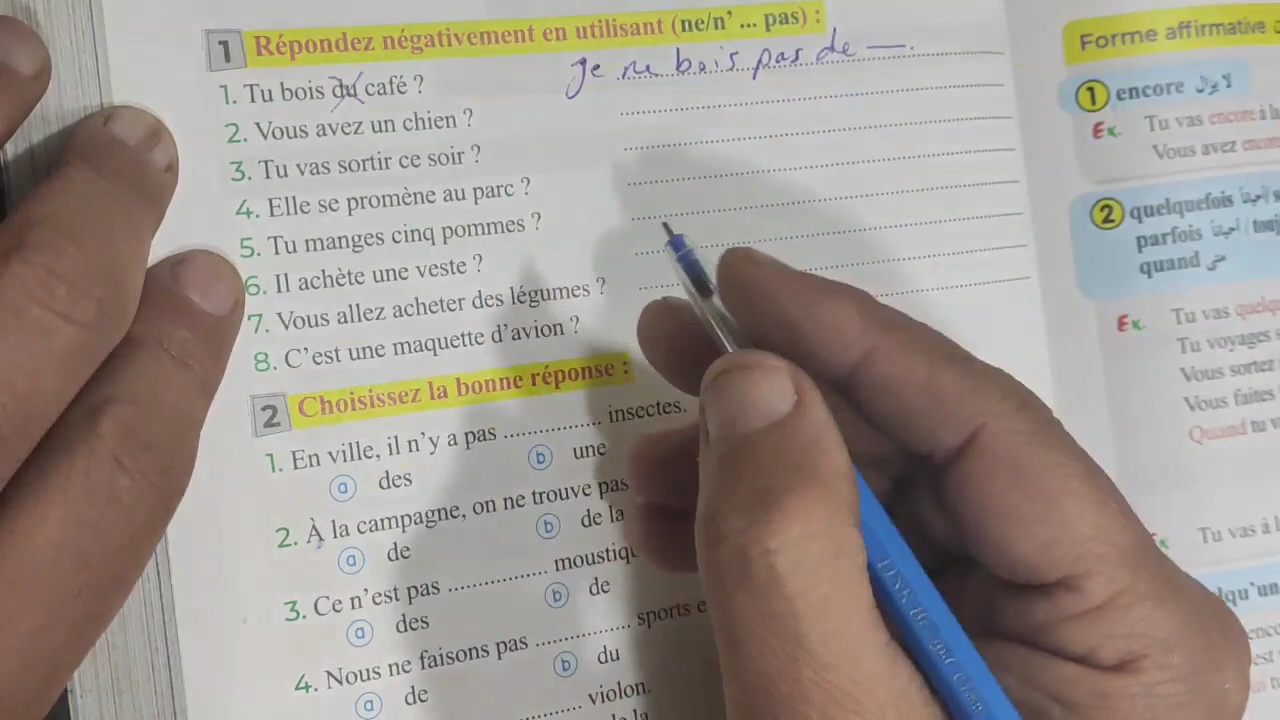 1 Répondez négativement en utilisant (ne/n' ... pas) :
1. Tu bois du café ? Je ne bois pas de —.
2. Vous avez un chien ?
3. Tu vas sortir ce soir ?
4. Elle se promène au parc ?
5. Tu manges cinq pommes ?
6. Il achète une veste ?
7. Vous allez acheter des légumes ?
8. C'est une maquette d'avion ?
2 Choisissez la bonne réponse :
1. En ville, il n'y a pas ................ insectes.
a des b une
2. À la campagne, on ne trouve pas
a de b de la
3. Ce n'est pas ................
a des b de
4. Nous ne faisons pas ................ sports
a de b du
violon.
Forme affirmative
1 encore لا يزال
Ex. Tu vas encore à
Vous avez
2 quelquefois أحياناً
parfois أحياناً /
quand متى
Ex. Tu vas
Tu voyages
Vous sortez
Vous faites
Quand tu
Tu vas à